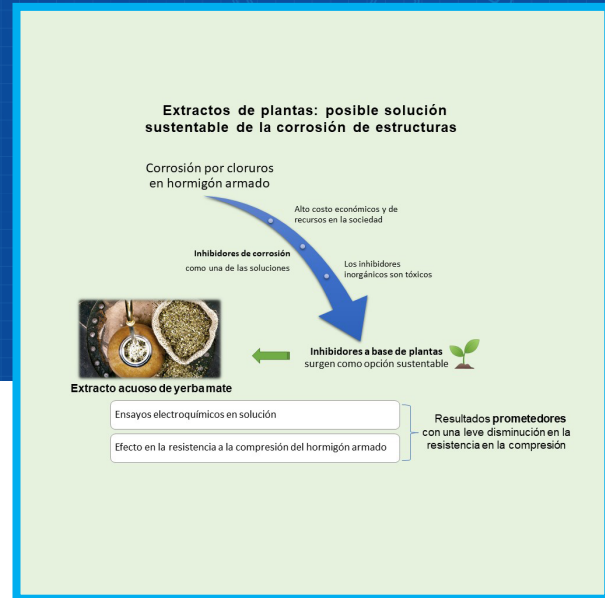 Extractos de plantas: posible solución
sustentable de la corrosión de estructuras
Corrosión por cloruros
en hormigón armado
Alto costo económicos y de
recursos en la sociedad
Inhibidores de corrosión
como una de las soluciones
Los inhibidores
inorgánicos son tóxicos
Inhibidores a base de plantas
surgen como opción sustentable
Extracto acuoso de yerba mate
Ensayos electroquímicos en solución
Efecto en la resistencia a la compresión del hormigón armado
Resultados prometedores
con una leve disminución en la
resistencia en la compresión